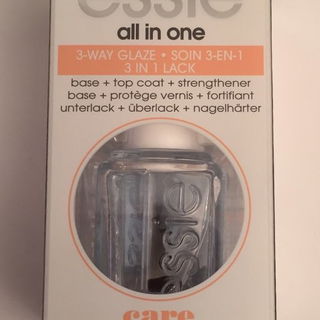 essie
all in one
3-WAY GLAZE • SOIN 3-EN-1
3 IN 1 LACK
base + top coat + strengthener
base + protège vernis + fortifiant
unterlack + überlack + nagelhärter
essie
care